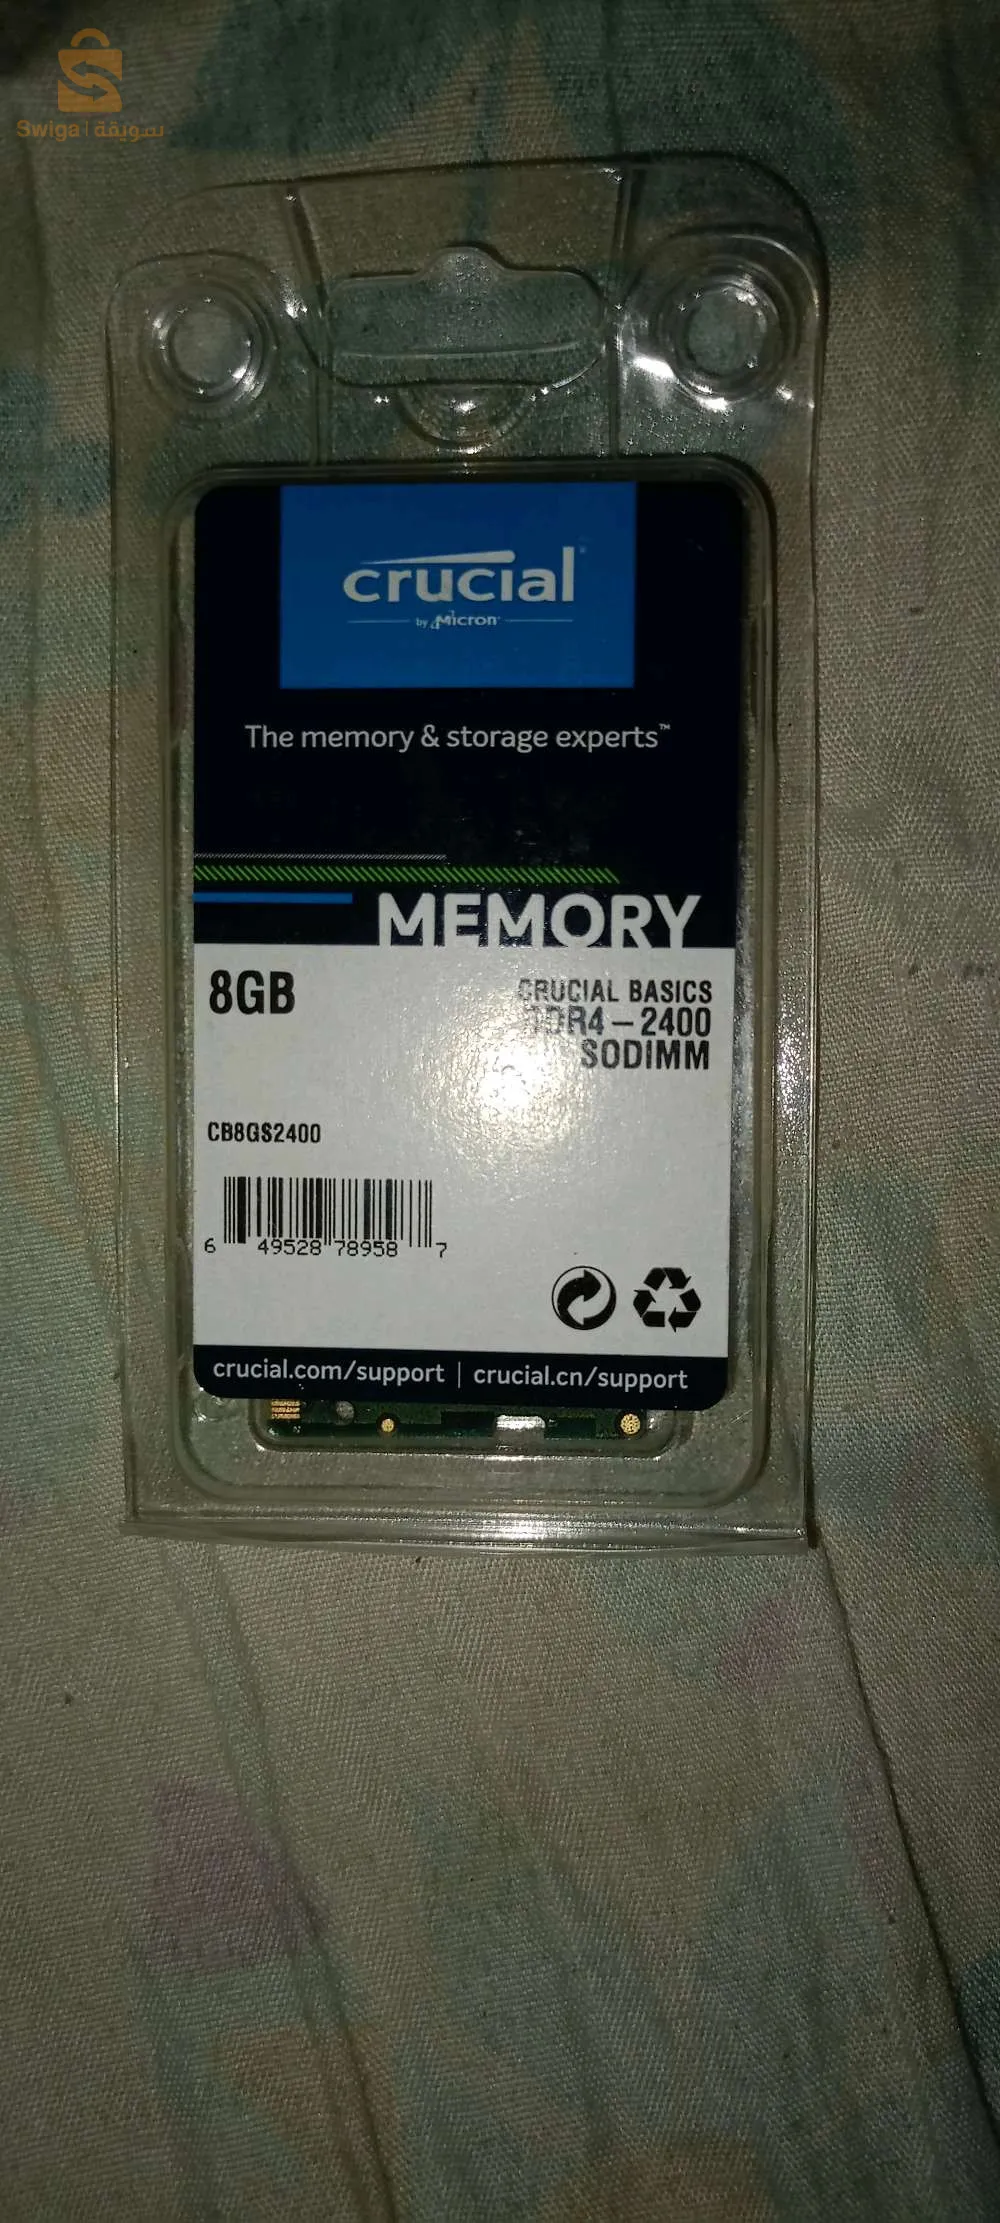 Swiga | سويقة
crucial
by Micron
The memory & storage experts™
MEMORY
8GB
CRUCIAL BASICS
DDR4-2400
SODIMM
CB8GS2400
6 49528 78958 7
crucial.com/support | crucial.cn/support